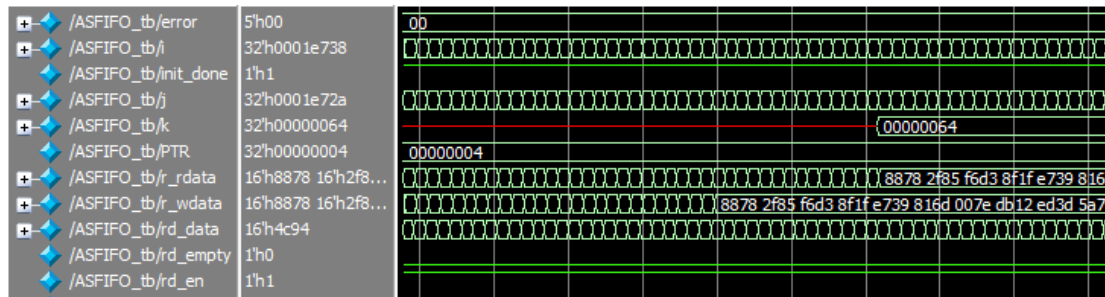 /ASFIFO_tb/error 5'h00 00
/ASFIFO_tb/i 32'h0001e738
/ASFIFO_tb/init_done 1'h1
/ASFIFO_tb/j 32'h0001e72a
/ASFIFO_tb/k 32'h00000064 00000064
/ASFIFO_tb/PTR 32'h00000004 00000004
/ASFIFO_tb/r_rdata 16'h8878 16'h2f8... 8878 2f85 f6d3 8f1f e739 816
/ASFIFO_tb/r_wdata 16'h8878 16'h2f8... 8878 2f85 f6d3 8f1f e739 816d 007e db12 ed3d 5a7
/ASFIFO_tb/rd_data 16'h4c94
/ASFIFO_tb/rd_empty 1'h0
/ASFIFO_tb/rd_en 1'h1